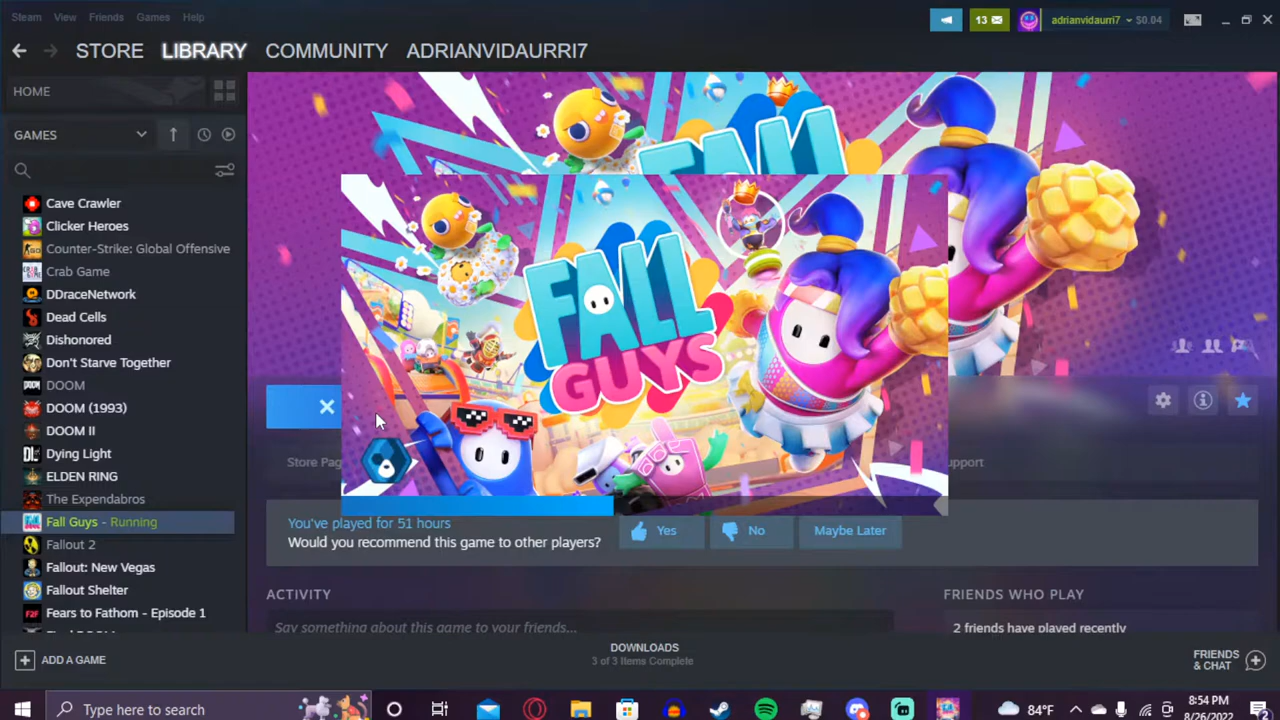 Steam View Friends Games Help
13 adrianvidaurri7 $0.04
STORE LIBRARY COMMUNITY ADRIANVIDAURRI7
HOME
GAMES
Cave Crawler
Clicker Heroes
Counter-Strike: Global Offensive
Crab Game
DDraceNetwork
Dead Cells
Dishonored
Don't Starve Together
DOOM
DOOM (1993)
DOOM II
Dying Light
ELDEN RING
The Expendabros
Fall Guys - Running
Fallout 2
Fallout: New Vegas
Fallout Shelter
Fears to Fathom - Episode 1
FALL
FALL
GUYS
Store Pag
upport
You've played for 51 hours
Would you recommend this game to other players?
Yes
No
Maybe Later
ACTIVITY
Say something about this game to your friends...
FRIENDS WHO PLAY
2 friends have played recently
ADD A GAME
DOWNLOADS
3 of 3 Items Complete
FRIENDS
& CHAT
Type here to search
84°F
8:54 PM
8/26/2022